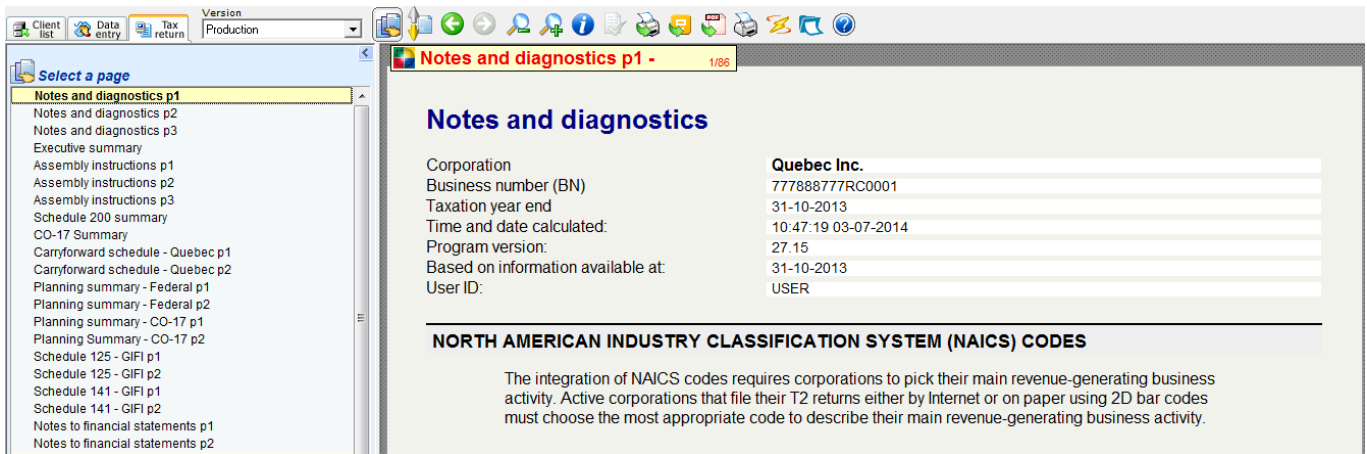 Client list
Data entry
Tax return
Version
Production
Select a page
Notes and diagnostics p1
Notes and diagnostics p2
Notes and diagnostics p3
Executive summary
Assembly instructions p1
Assembly instructions p2
Assembly instructions p3
Schedule 200 summary
CO-17 Summary
Carryforward schedule - Quebec p1
Carryforward schedule - Quebec p2
Planning summary - Federal p1
Planning summary - Federal p2
Planning summary - CO-17 p1
Planning Summary - CO-17 p2
Schedule 125 - GIFI p1
Schedule 125 - GIFI p2
Schedule 141 - GIFI p1
Schedule 141 - GIFI p2
Notes to financial statements p1
Notes to financial statements p2
Notes and diagnostics p1 - 1/86
Notes and diagnostics
Corporation Quebec Inc.
Business number (BN) 777888777RC0001
Taxation year end 31-10-2013
Time and date calculated: 10:47:19 03-07-2014
Program version: 27.15
Based on information available at: 31-10-2013
User ID: USER
NORTH AMERICAN INDUSTRY CLASSIFICATION SYSTEM (NAICS) CODES
The integration of NAICS codes requires corporations to pick their main revenue-generating business
activity. Active corporations that file their T2 returns either by Internet or on paper using 2D bar codes
must choose the most appropriate code to describe their main revenue-generating business activity.